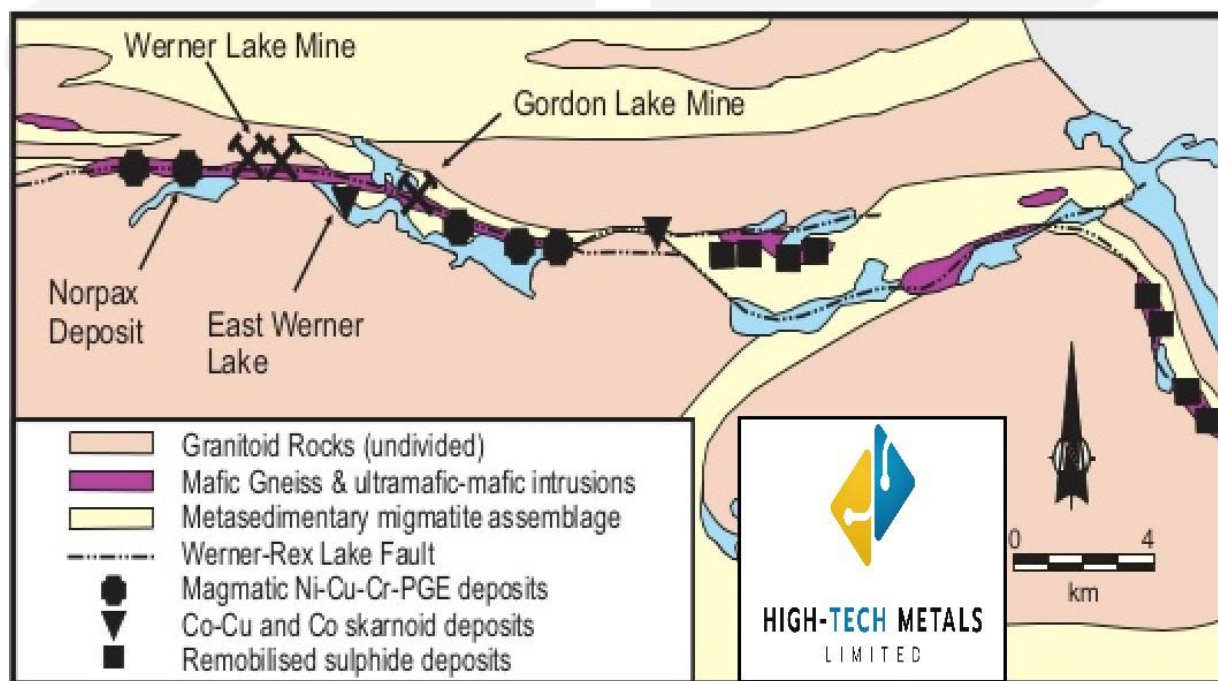 Werner Lake Mine
Gordon Lake Mine
Norpax
Deposit
East Werner
Lake
Granitoid Rocks (undivided)
Mafic Gneiss & ultramafic-mafic intrusions
Metasedimentary migmatite assemblage
Werner-Rex Lake Fault
Magmatic Ni-Cu-Cr-PGE deposits
Co-Cu and Co skarnoid deposits
Remobilised sulphide deposits
HIGH-TECH METALS
LIMITED
0 4
km